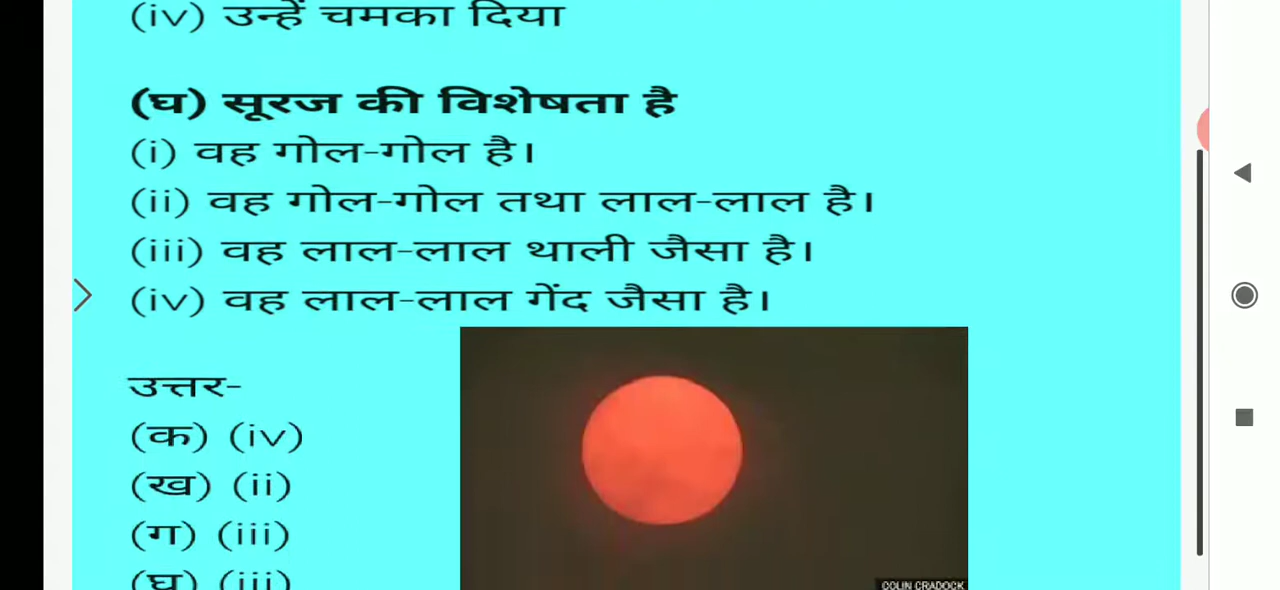 (iv) उन्हें चमका दिया
(घ) सूरज की विशेषता है
(i) वह गोल-गोल है।
(ii) वह गोल-गोल तथा लाल-लाल है।
(iii) वह लाल-लाल थाली जैसा है।
(iv) वह लाल-लाल गेंद जैसा है।
उत्तर-
(क) (iv)
(ख) (ii)
(ग) (iii)
(घ) (iii)
COLIN CRADOCK